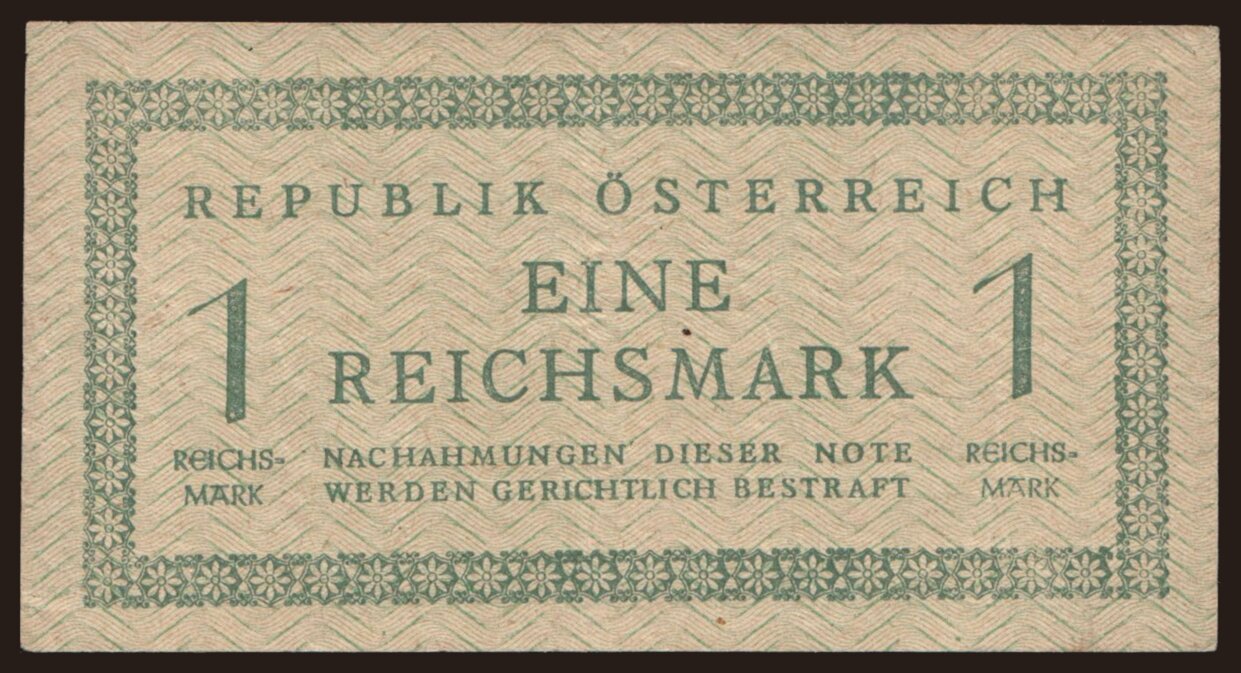 REPUBLIK ÖSTERREICH
EINE
REICHSMARK
1
1
REICHS=
MARK
NACHAHMUNGEN DIESER NOTE
WERDEN GERICHTLICH BESTRAFT
REICHS=
MARK